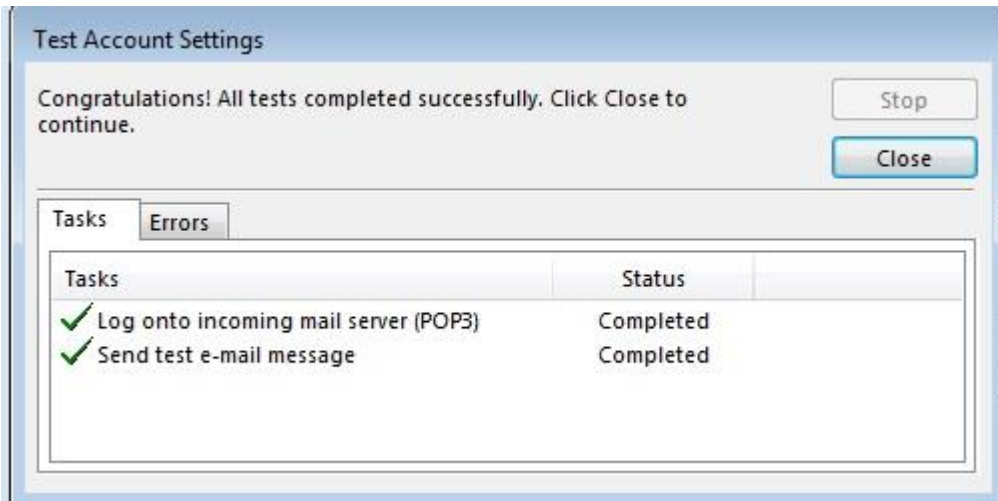 Test Account Settings
Congratulations! All tests completed successfully. Click Close to
continue.
Stop
Close
Tasks
Errors
Tasks Status
Log onto incoming mail server (POP3) Completed
Send test e-mail message Completed